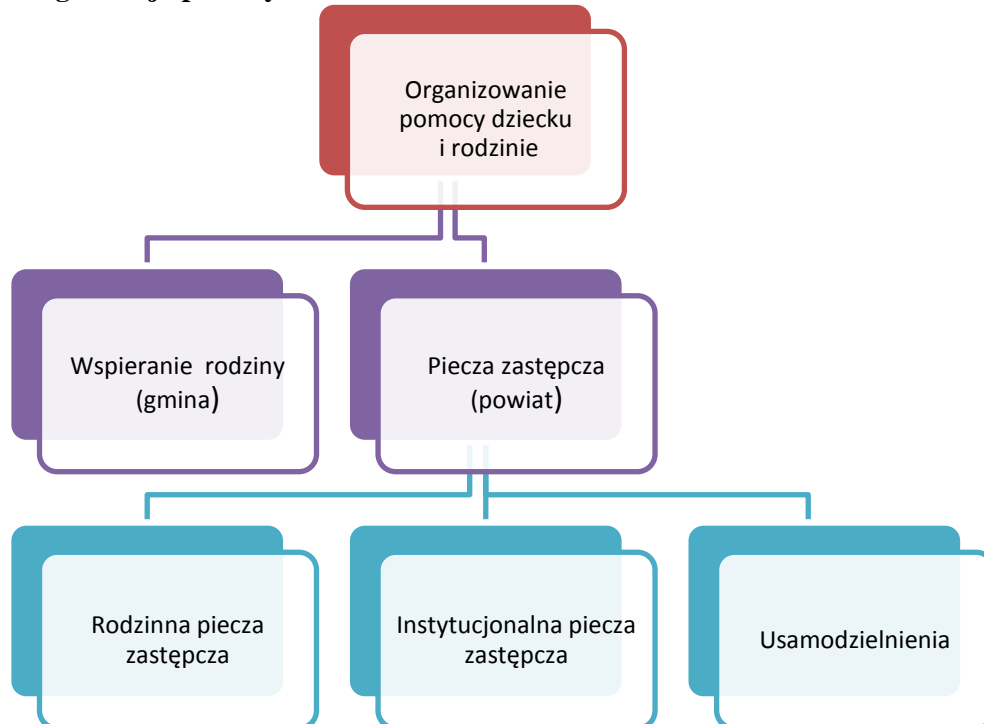 Organizowanie
pomocy dziecku
i rodzinie
Wspieranie rodziny
(gmina)
Piecza zastępcza
(powiat)
Rodzinna piecza
zastępcza
Instytucjonalna piecza
zastępcza
Usamodzielnienia